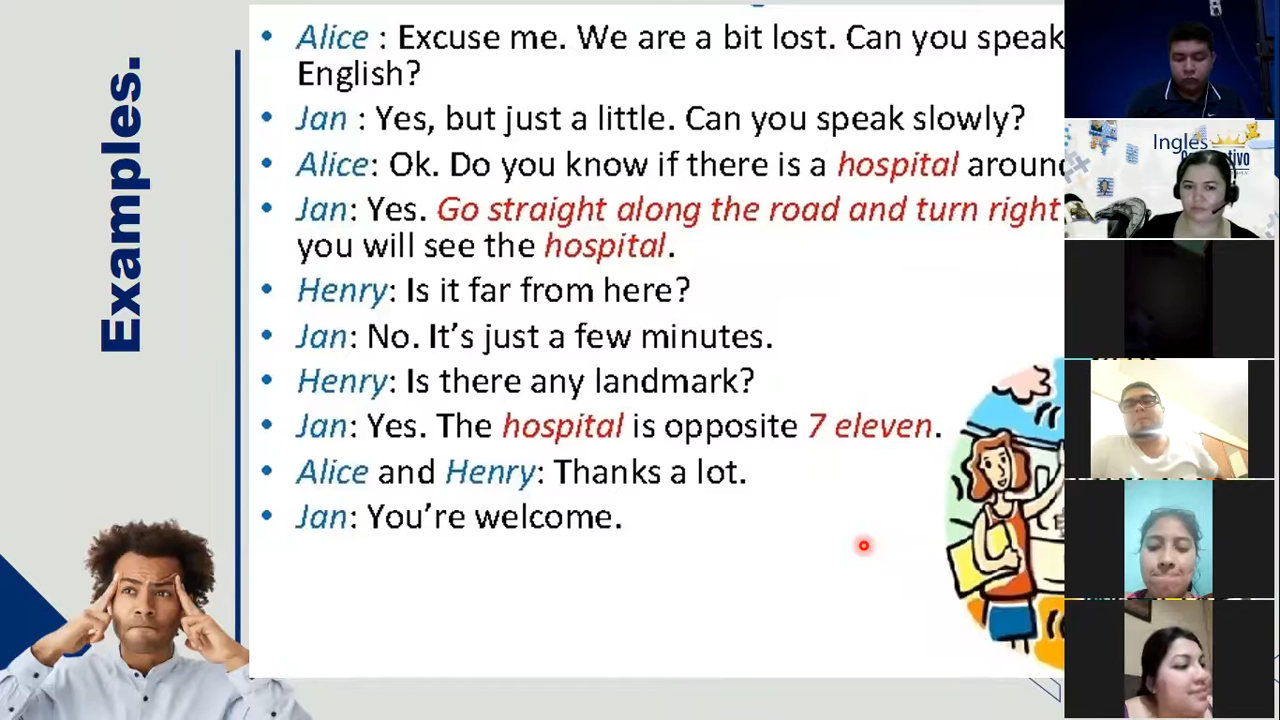 Examples.
• Alice : Excuse me. We are a bit lost. Can you speak
English?
• Jan : Yes, but just a little. Can you speak slowly?
• Alice: Ok. Do you know if there is a hospital around
• Jan: Yes. Go straight along the road and turn right
you will see the hospital.
• Henry: Is it far from here?
• Jan: No. It’s just a few minutes.
• Henry: Is there any landmark?
• Jan: Yes. The hospital is opposite 7 eleven.
• Alice and Henry: Thanks a lot.
• Jan: You’re welcome.
Ingles